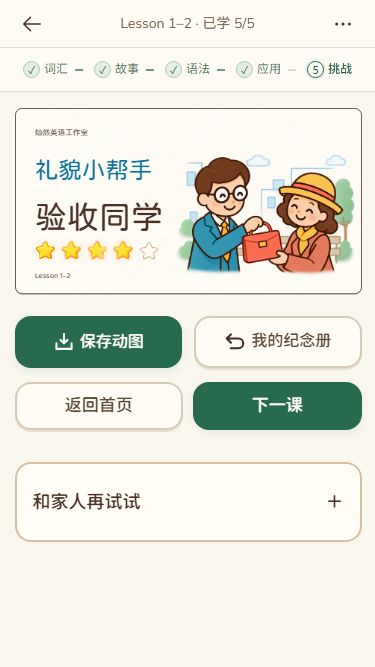 Lesson 1–2 · 已学 5/5
词汇 故事 语法 应用 5 挑战
灿然英语工作室
礼貌小帮手
验收同学
Lesson 1–2
保存动图
我的纪念册
返回首页
下一课
和家人再试试